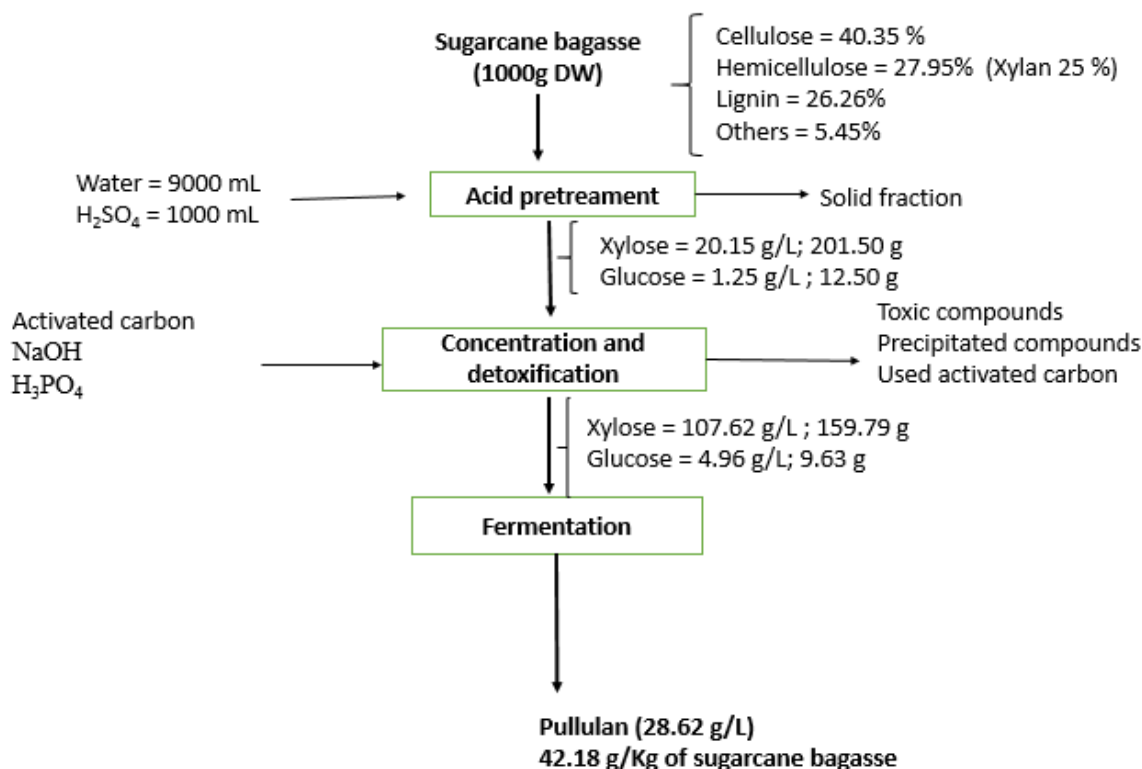 Sugarcane bagasse
(1000g DW)
Cellulose = 40.35 %
Hemicellulose = 27.95% (Xylan 25 %)
Lignin = 26.26%
Others = 5.45%
Water = 9000 mL
H₂SO₄ = 1000 mL
Acid pretreament
Solid fraction
Xylose = 20.15 g/L; 201.50 g
Glucose = 1.25 g/L ; 12.50 g
Activated carbon
NaOH
H₃PO₄
Concentration and
detoxification
Toxic compounds
Precipitated compounds
Used activated carbon
Xylose = 107.62 g/L ; 159.79 g
Glucose = 4.96 g/L; 9.63 g
Fermentation
Pullulan (28.62 g/L)
42.18 g/Kg of sugarcane bagasse